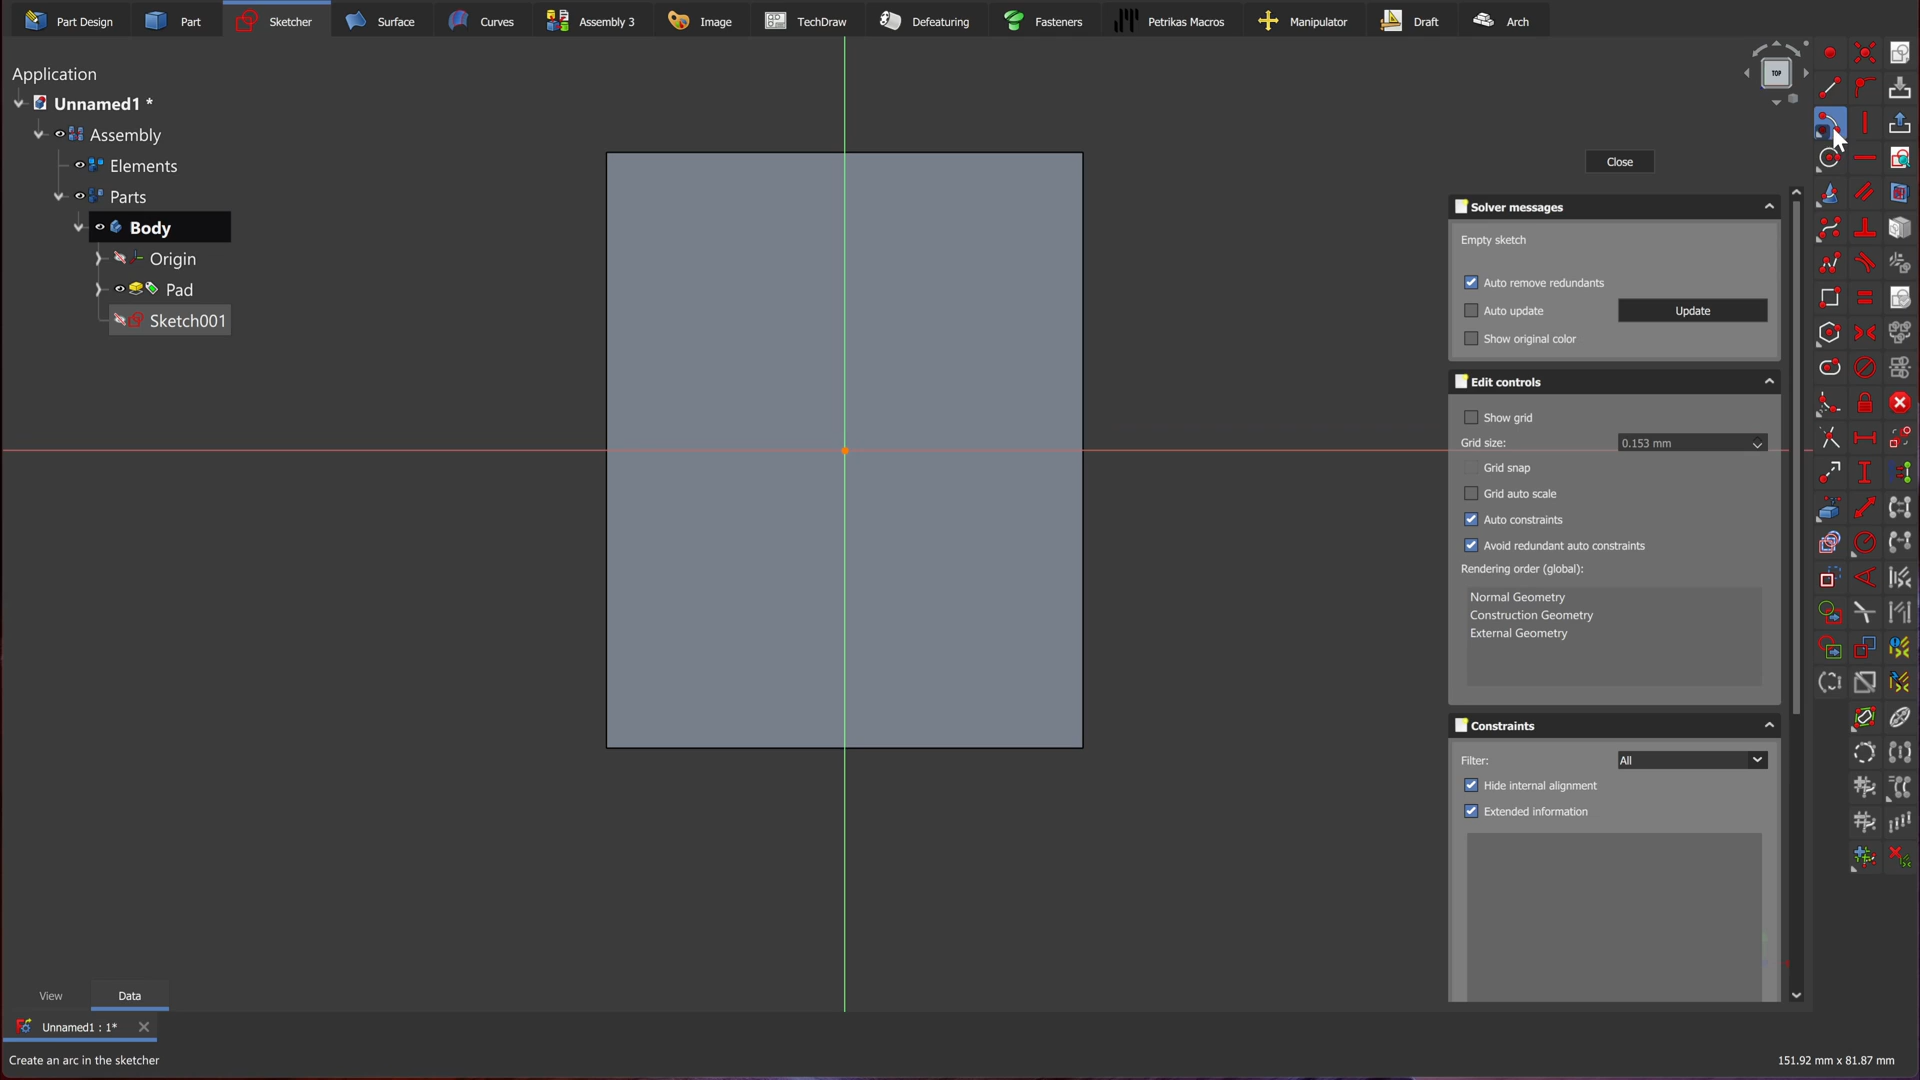 Part Design Part Sketcher Surface Curves Assembly 3 Image TechDraw Defeaturing Fasteners Petrikas Macros Manipulator Draft Arch
Application
Unnamed1 *
Assembly
Elements
Parts
Body
Origin
Pad
Sketch001
TOP
Close
Solver messages
Empty sketch
Auto remove redundants
Auto update Update
Show original color
Edit controls
Show grid
Grid size: 0.153 mm
Grid snap
Grid auto scale
Auto constraints
Avoid redundant auto constraints
Rendering order (global):
Normal Geometry
Construction Geometry
External Geometry
Constraints
Filter: All
Hide internal alignment
Extended information
View Data
Unnamed1 : 1*
Create an arc in the sketcher
151.92 mm x 81.87 mm